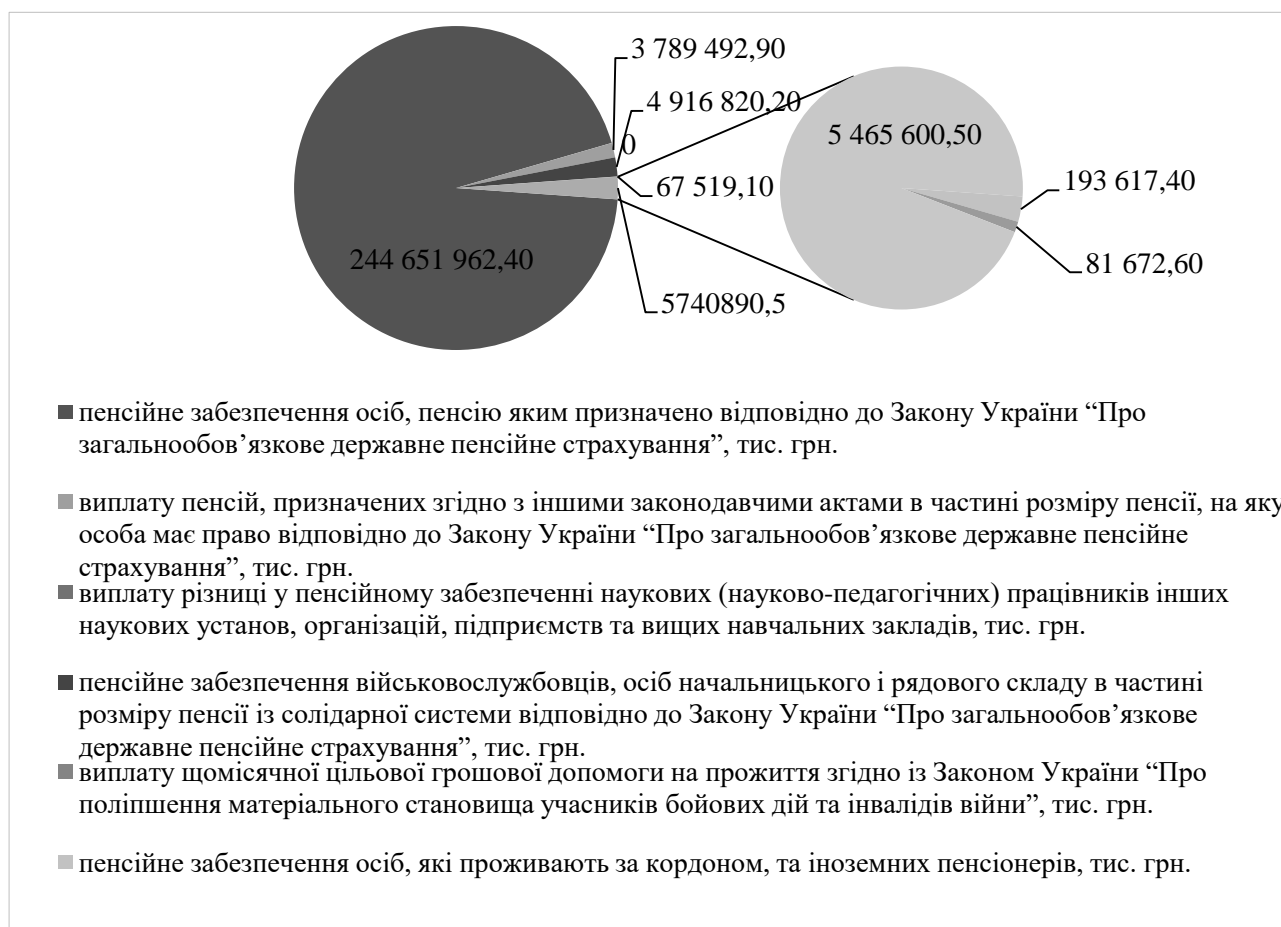 3 789 492,90
4 916 820,20
0
67 519,10
244 651 962,40
5740890,5
5 465 600,50
193 617,40
81 672,60
пенсійне забезпечення осіб, пенсію яким призначено відповідно до Закону України “Про
загальнообов’язкове державне пенсійне страхування”, тис. грн.
виплату пенсій, призначених згідно з іншими законодавчими актами в частині розміру пенсії, на яку
особа має право відповідно до Закону України “Про загальнообов’язкове державне пенсійне
страхування”, тис. грн.
виплату різниці у пенсійному забезпеченні наукових (науково-педагогічних) працівників інших
наукових установ, організацій, підприємств та вищих навчальних закладів, тис. грн.
пенсійне забезпечення військовослужбовців, осіб начальницького і рядового складу в частині
розміру пенсії із солідарної системи відповідно до Закону України “Про загальнообов’язкове
державне пенсійне страхування”, тис. грн.
виплату щомісячної цільової грошової допомоги на прожиття згідно із Законом України “Про
поліпшення матеріального становища учасників бойових дій та інвалідів війни”, тис. грн.
пенсійне забезпечення осіб, які проживають за кордоном, та іноземних пенсіонерів, тис. грн.